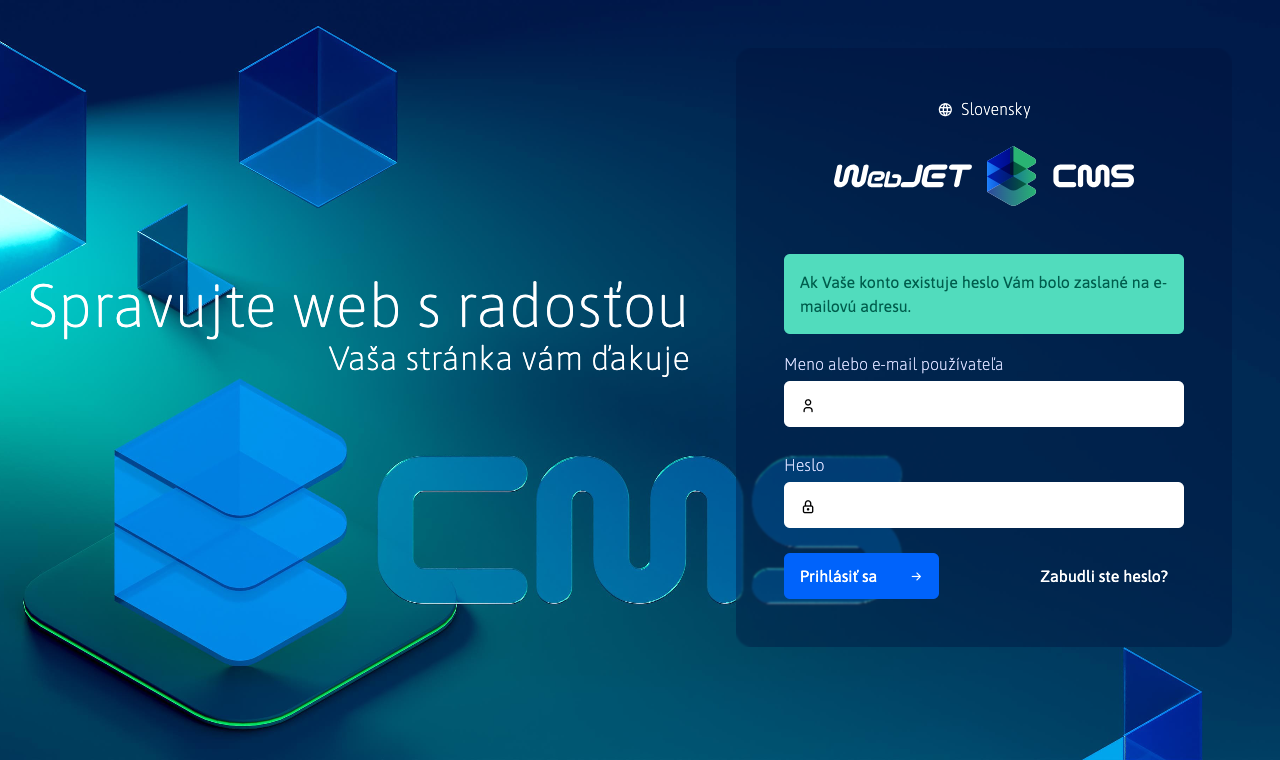 Slovensky
WebJET CMS
Spravujte web s radosťou
Vaša stránka vám ďakuje
CMS
Ak Vaše konto existuje heslo Vám bolo zaslané na e-
mailovú adresu.
Meno alebo e-mail používateľa
Heslo
Prihlásiť sa
Zabudli ste heslo?